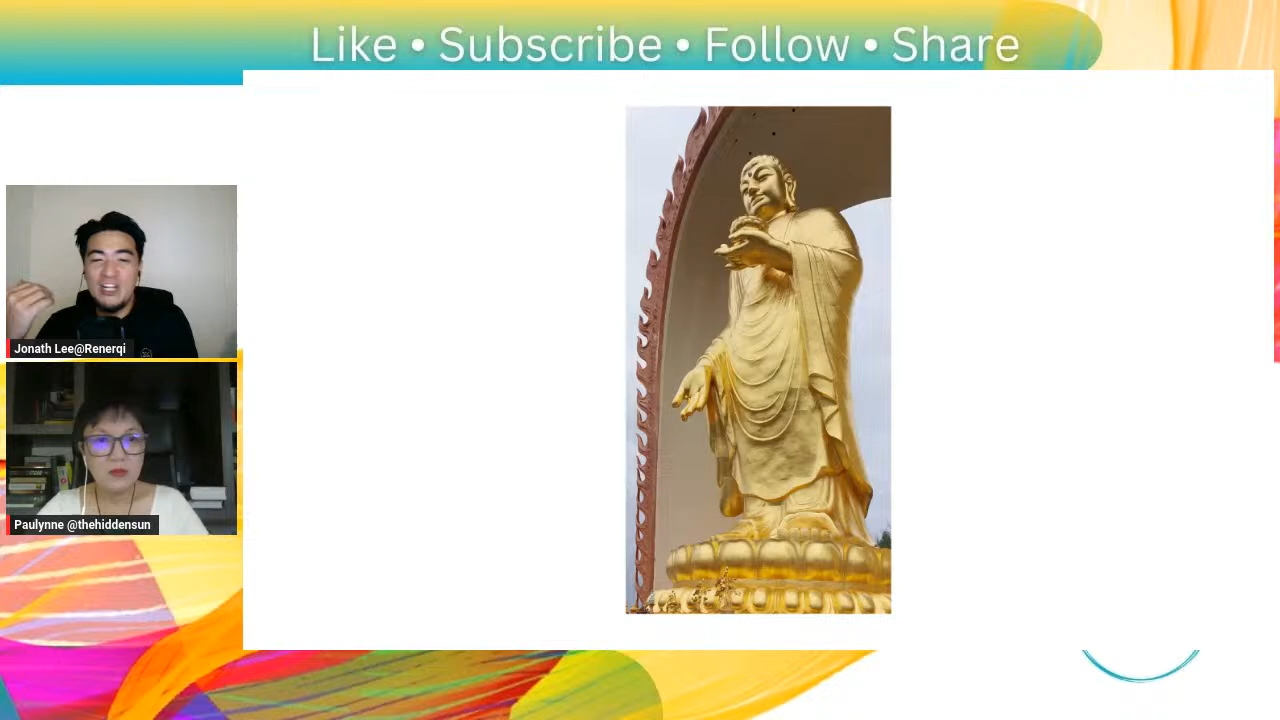 Like • Subscribe • Follow • Share
Jonath Lee@Renerqi
Paulynne @thehiddensun